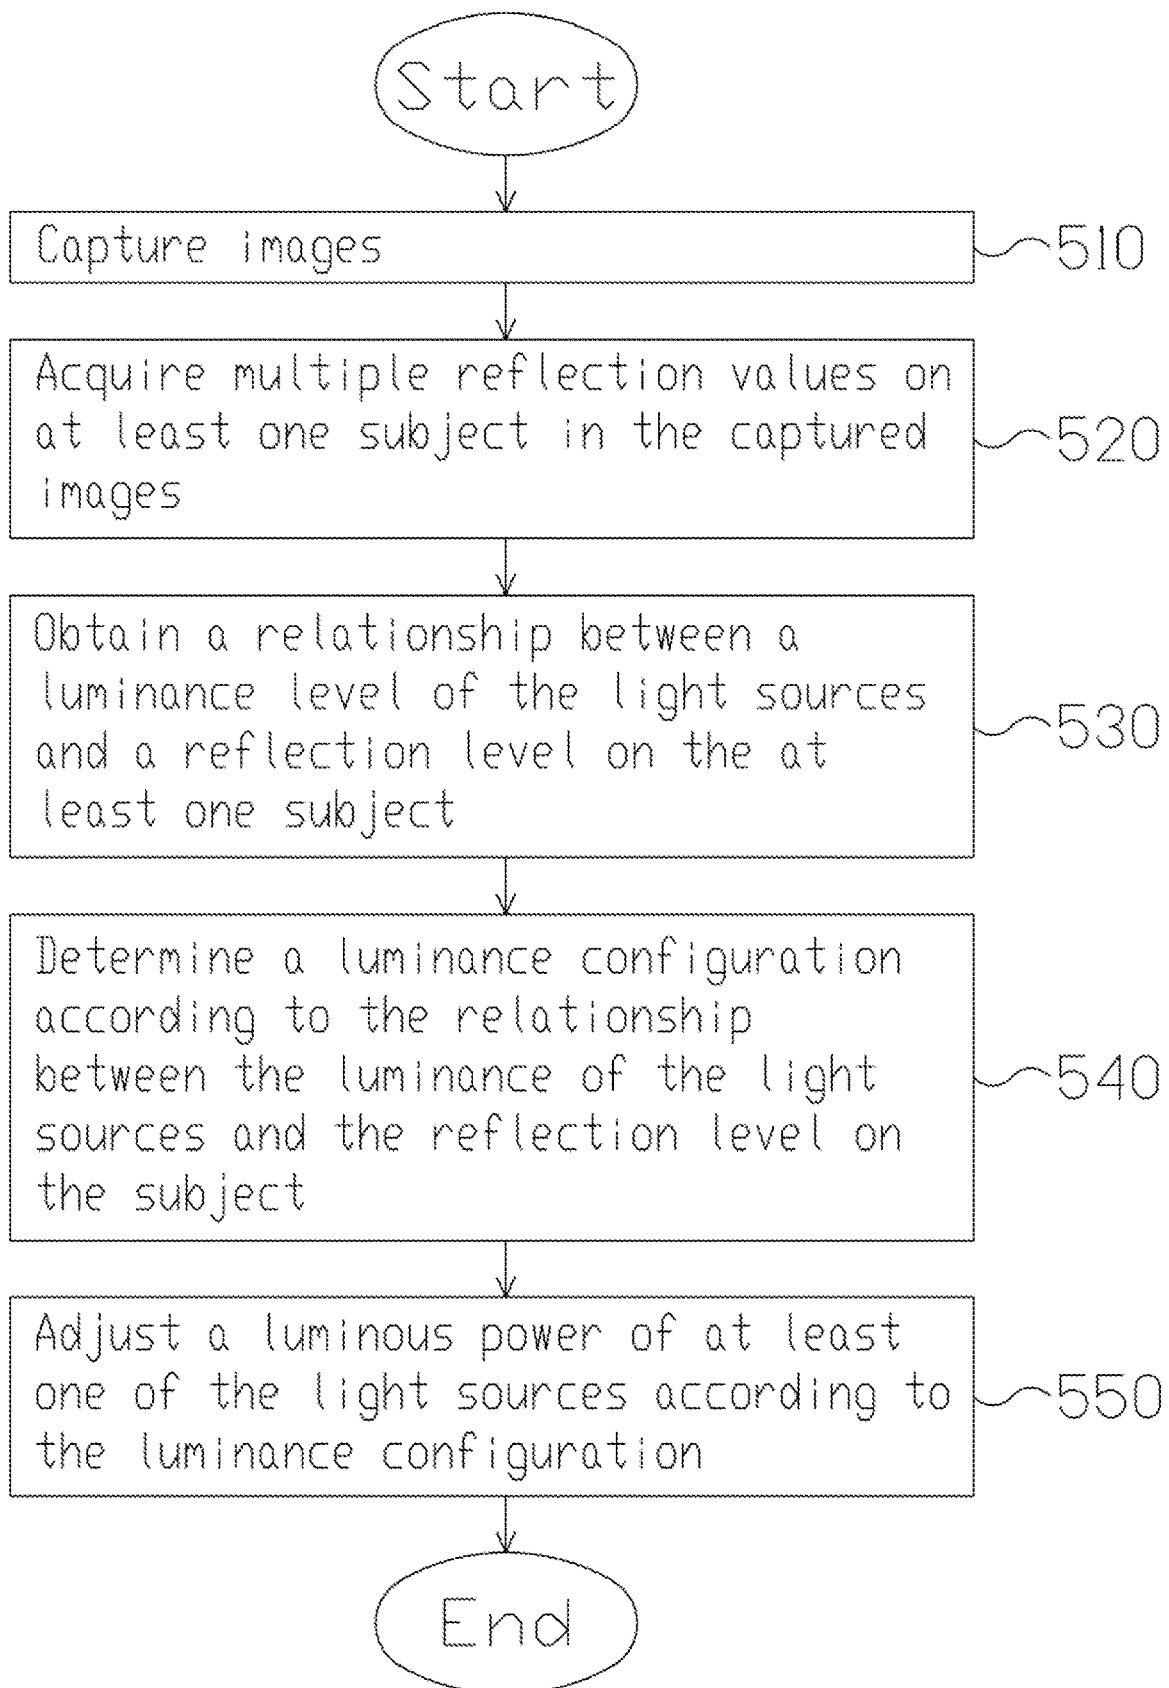 Start
Capture images
510
Acquire multiple reflection values on
at least one subject in the captured
images
520
Obtain a relationship between a
luminance level of the light sources
and a reflection level on the at
least one subject
530
Determine a luminance configuration
according to the relationship
between the luminance of the light
sources and the reflection level on
the subject
540
Adjust a luminous power of at least
one of the light sources according to
the luminance configuration
550
End